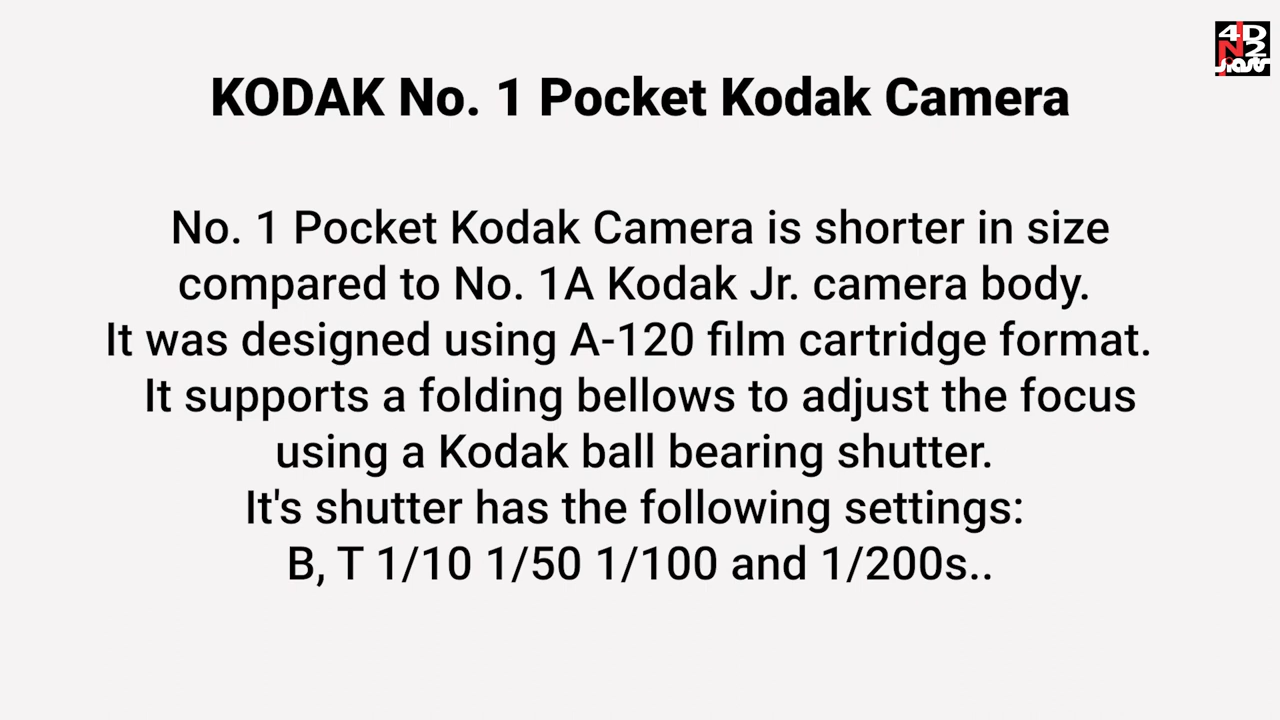 4D
N2
KODAK No. 1 Pocket Kodak Camera
No. 1 Pocket Kodak Camera is shorter in size
compared to No. 1A Kodak Jr. camera body.
It was designed using A-120 film cartridge format.
It supports a folding bellows to adjust the focus
using a Kodak ball bearing shutter.
It's shutter has the following settings:
B, T 1/10 1/50 1/100 and 1/200s..